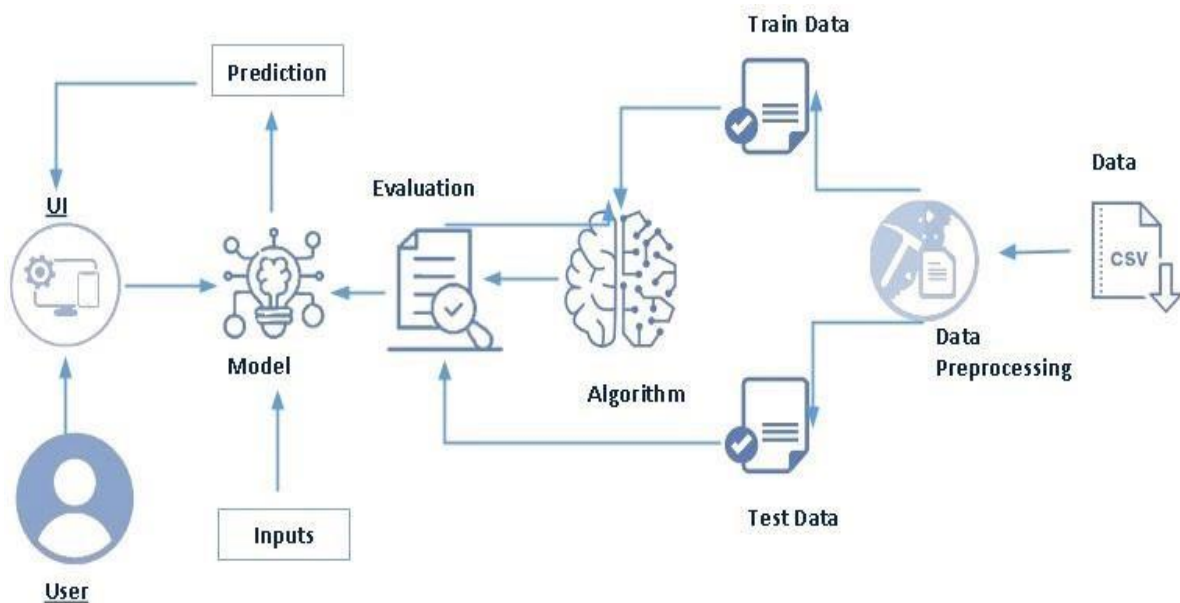 Train Data
Prediction
Data
Evaluation
UI
CSV
Model
Data
Preprocessing
Algorithm
Test Data
Inputs
User